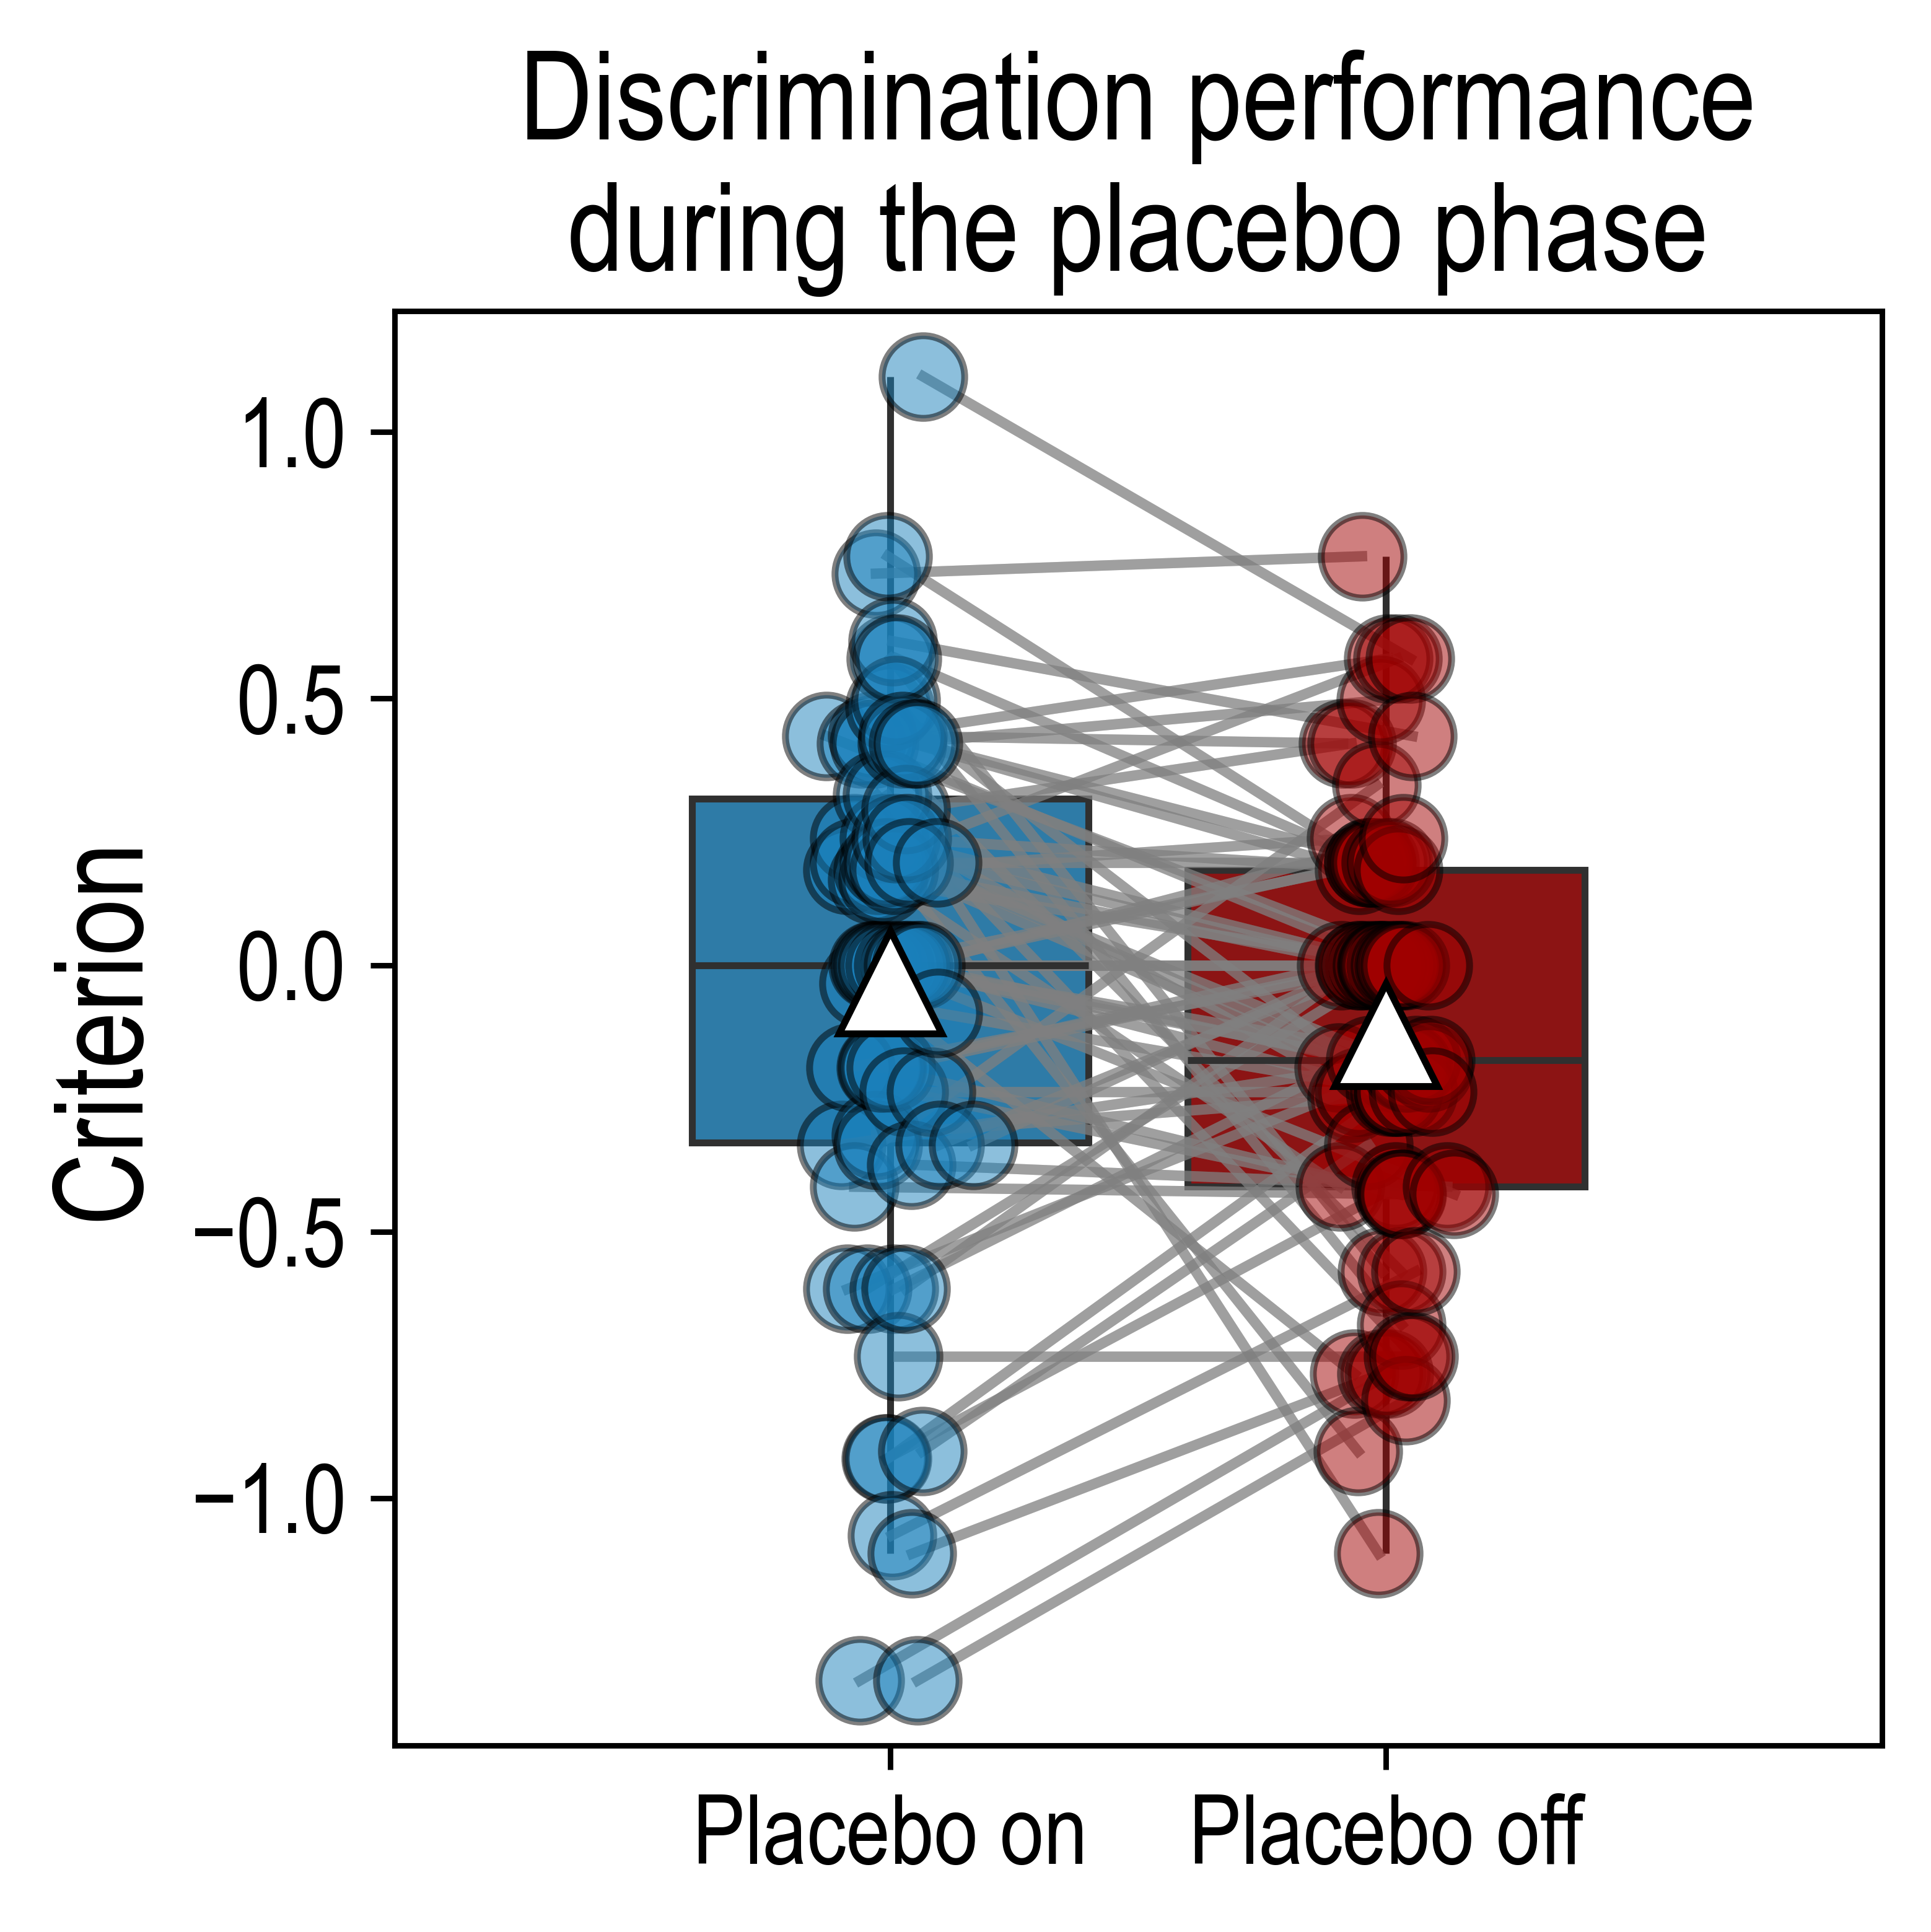 Discrimination performance
during the placebo phase
1.0
0.5
0.0
−0.5
−1.0
Criterion
Placebo on
Placebo off